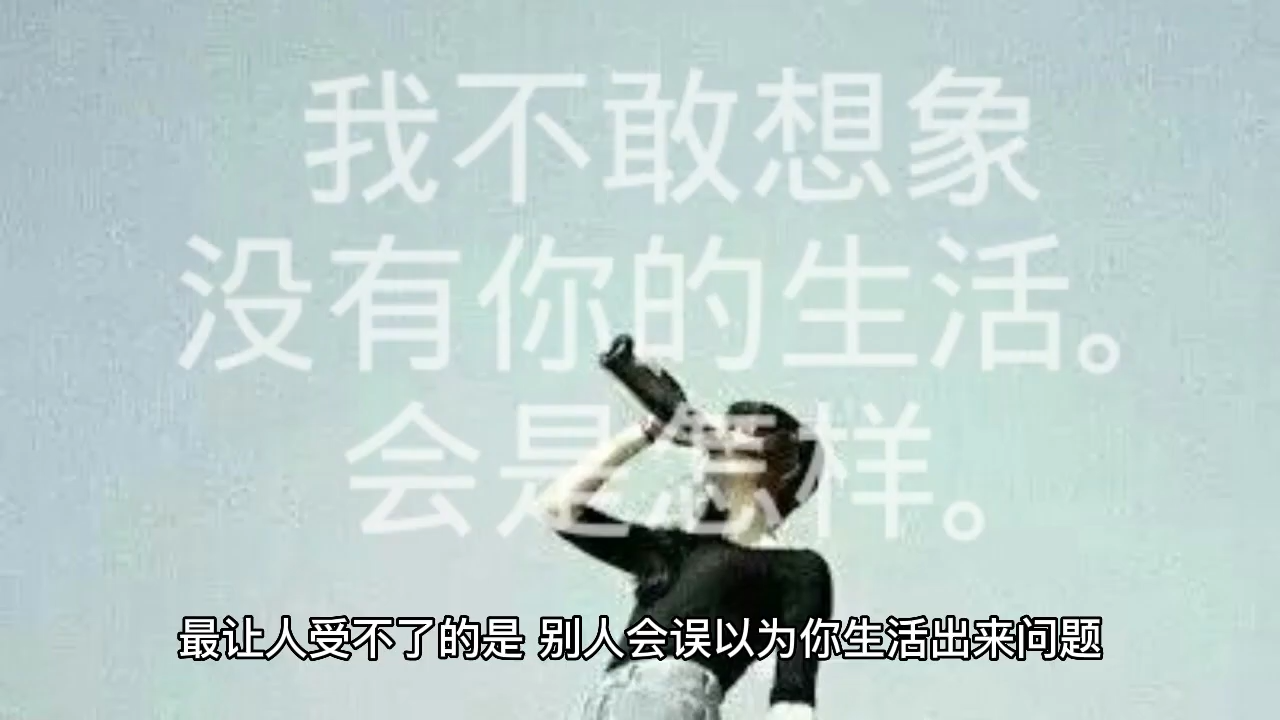 我不敢想象
没有你的生活。
会是怎样。
最让人受不了的是 别人会误以为你生活出来问题